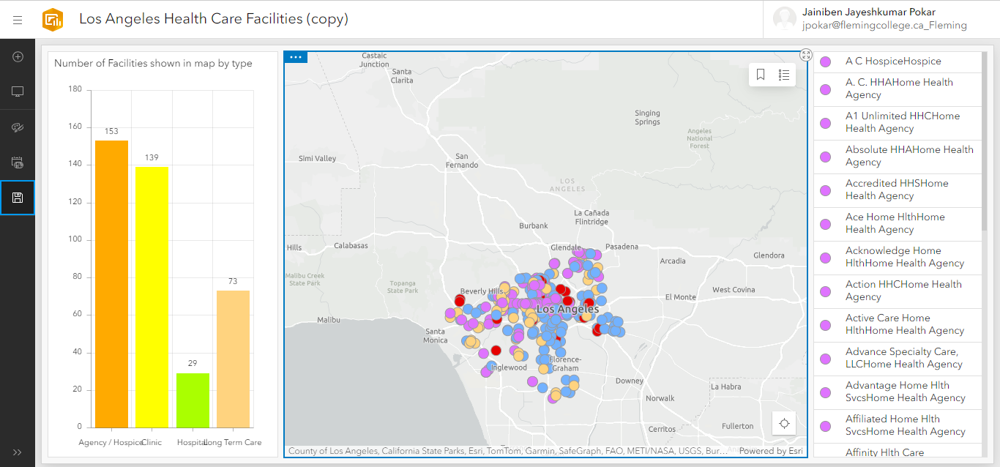 Los Angeles Health Care Facilities (copy)
Jainiben Jayeshkumar Pokar
jpokar@flemingcollege.ca_Fleming
Number of Facilities shown in map by type
180
160
140
120
100
80
60
40
20
0
153
139
29
73
Agency / Hospice
Clinic
Hospital
Long Term Care
Castaic
Junction
Santa
Clarita
Singing
Springs
Angeles
National
Forest
Simi Valley
San
Fernando
LOS
ANGELES
La Cañada
Flintridge
Burbank
Hills
Calabasas
Glendale
Pasadena
Arcadia
Glendora
Malibu Creek
State Park
Topanga
State Park
Beverly Hills
El Monte
West Covina
Los Angeles
Malibu
Santa
Monica
Inglewood
Florence-
Graham
Downey
La Habra
Norwalk
Cerritos
Fullerton
County of Los Angeles, California State Parks, Esri, TomTom, Garmin, SafeGraph, FAO, METI/NASA, USGS, Bur...
Powered by Esri
A C HospiceHospice
A. C. HHAHome Health
Agency
A1 Unlimited HHCHome
Health Agency
Absolute HHAHome Health
Agency
Accredited HHSHome
Health Agency
Ace Home HlthHome
Health Agency
Acknowledge Home
HlthHome Health Agency
Action HHCHome Health
Agency
Active Care Home
HlthHome Health Agency
Advance Specialty Care,
LLCHome Health Agency
Advantage Home Hlth
SvcsHome Health Agency
Affiliated Home Hlth
SvcsHome Health Agency
Affinity Hlth Care